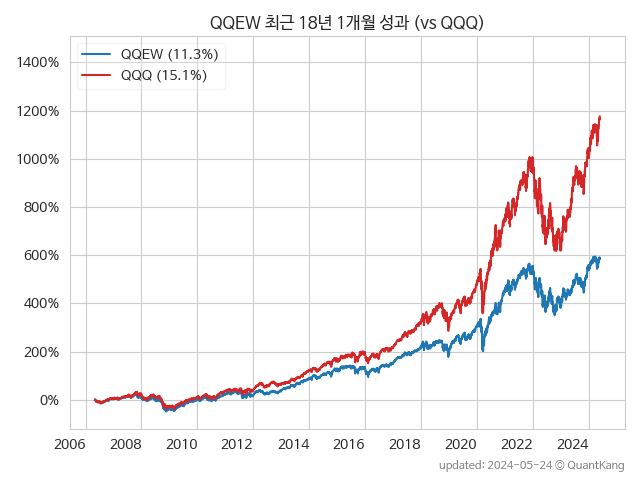 QQEW 최근 18년 1개월 성과 (vs QQQ)
QQEW (11.3%)
QQQ (15.1%)
1400%
1200%
1000%
800%
600%
400%
200%
0%
2006 2008 2010 2012 2014 2016 2018 2020 2022 2024
updated: 2024-05-24 © QuantKang